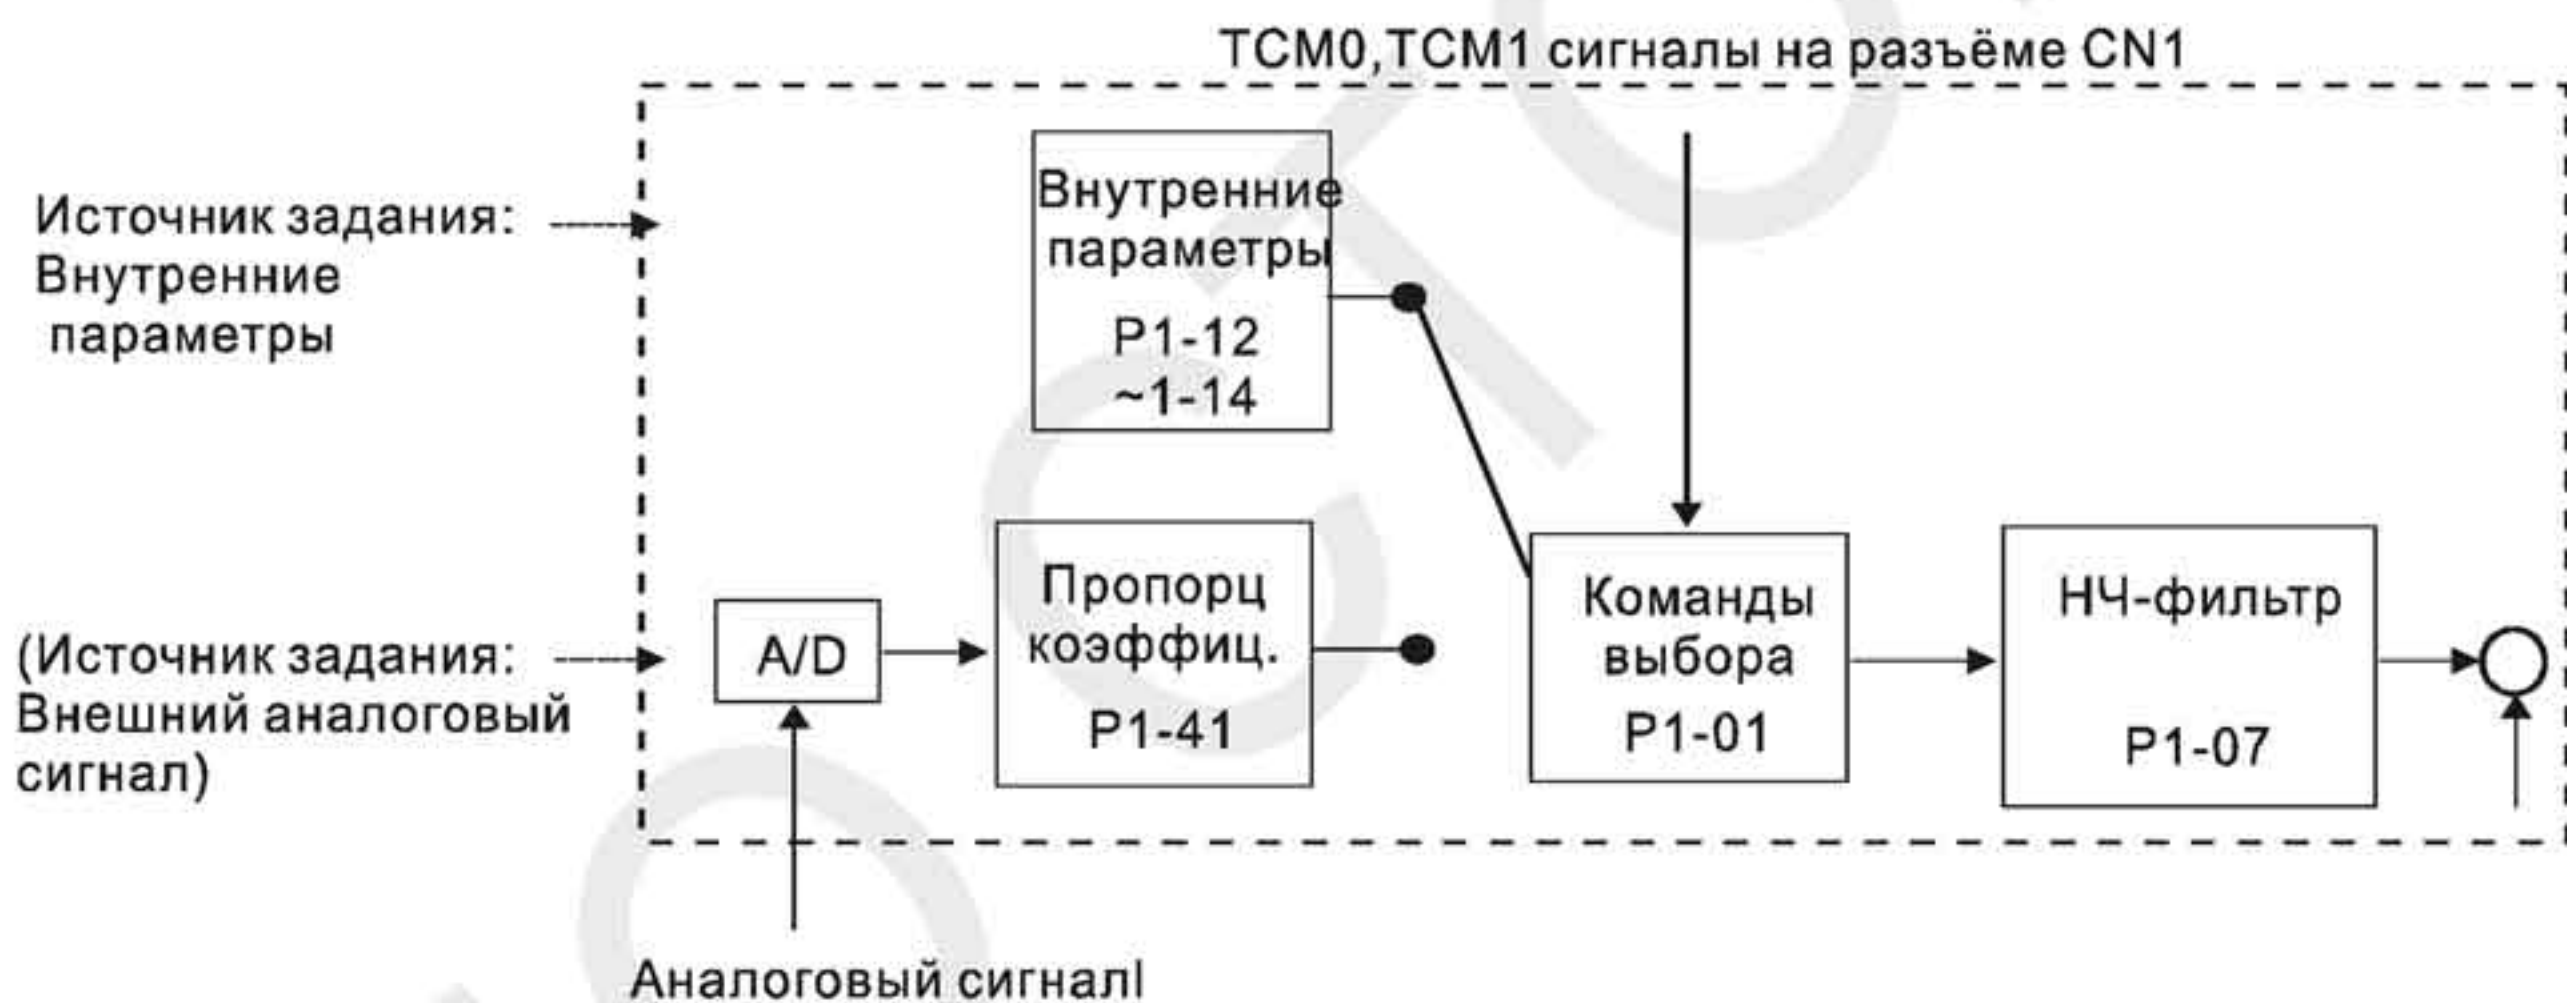 TCM0,TCM1 сигналы на разъёме CN1
Источник задания:
Внутренние
параметры
Внутренние
параметры
P1-12
~1-14
(Источник задания:
Внешний аналоговый
сигнал)
A/D
Пропорц
коэффиц.
P1-41
Команды
выбора
P1-01
НЧ-фильтр
P1-07
Аналоговый сигналl